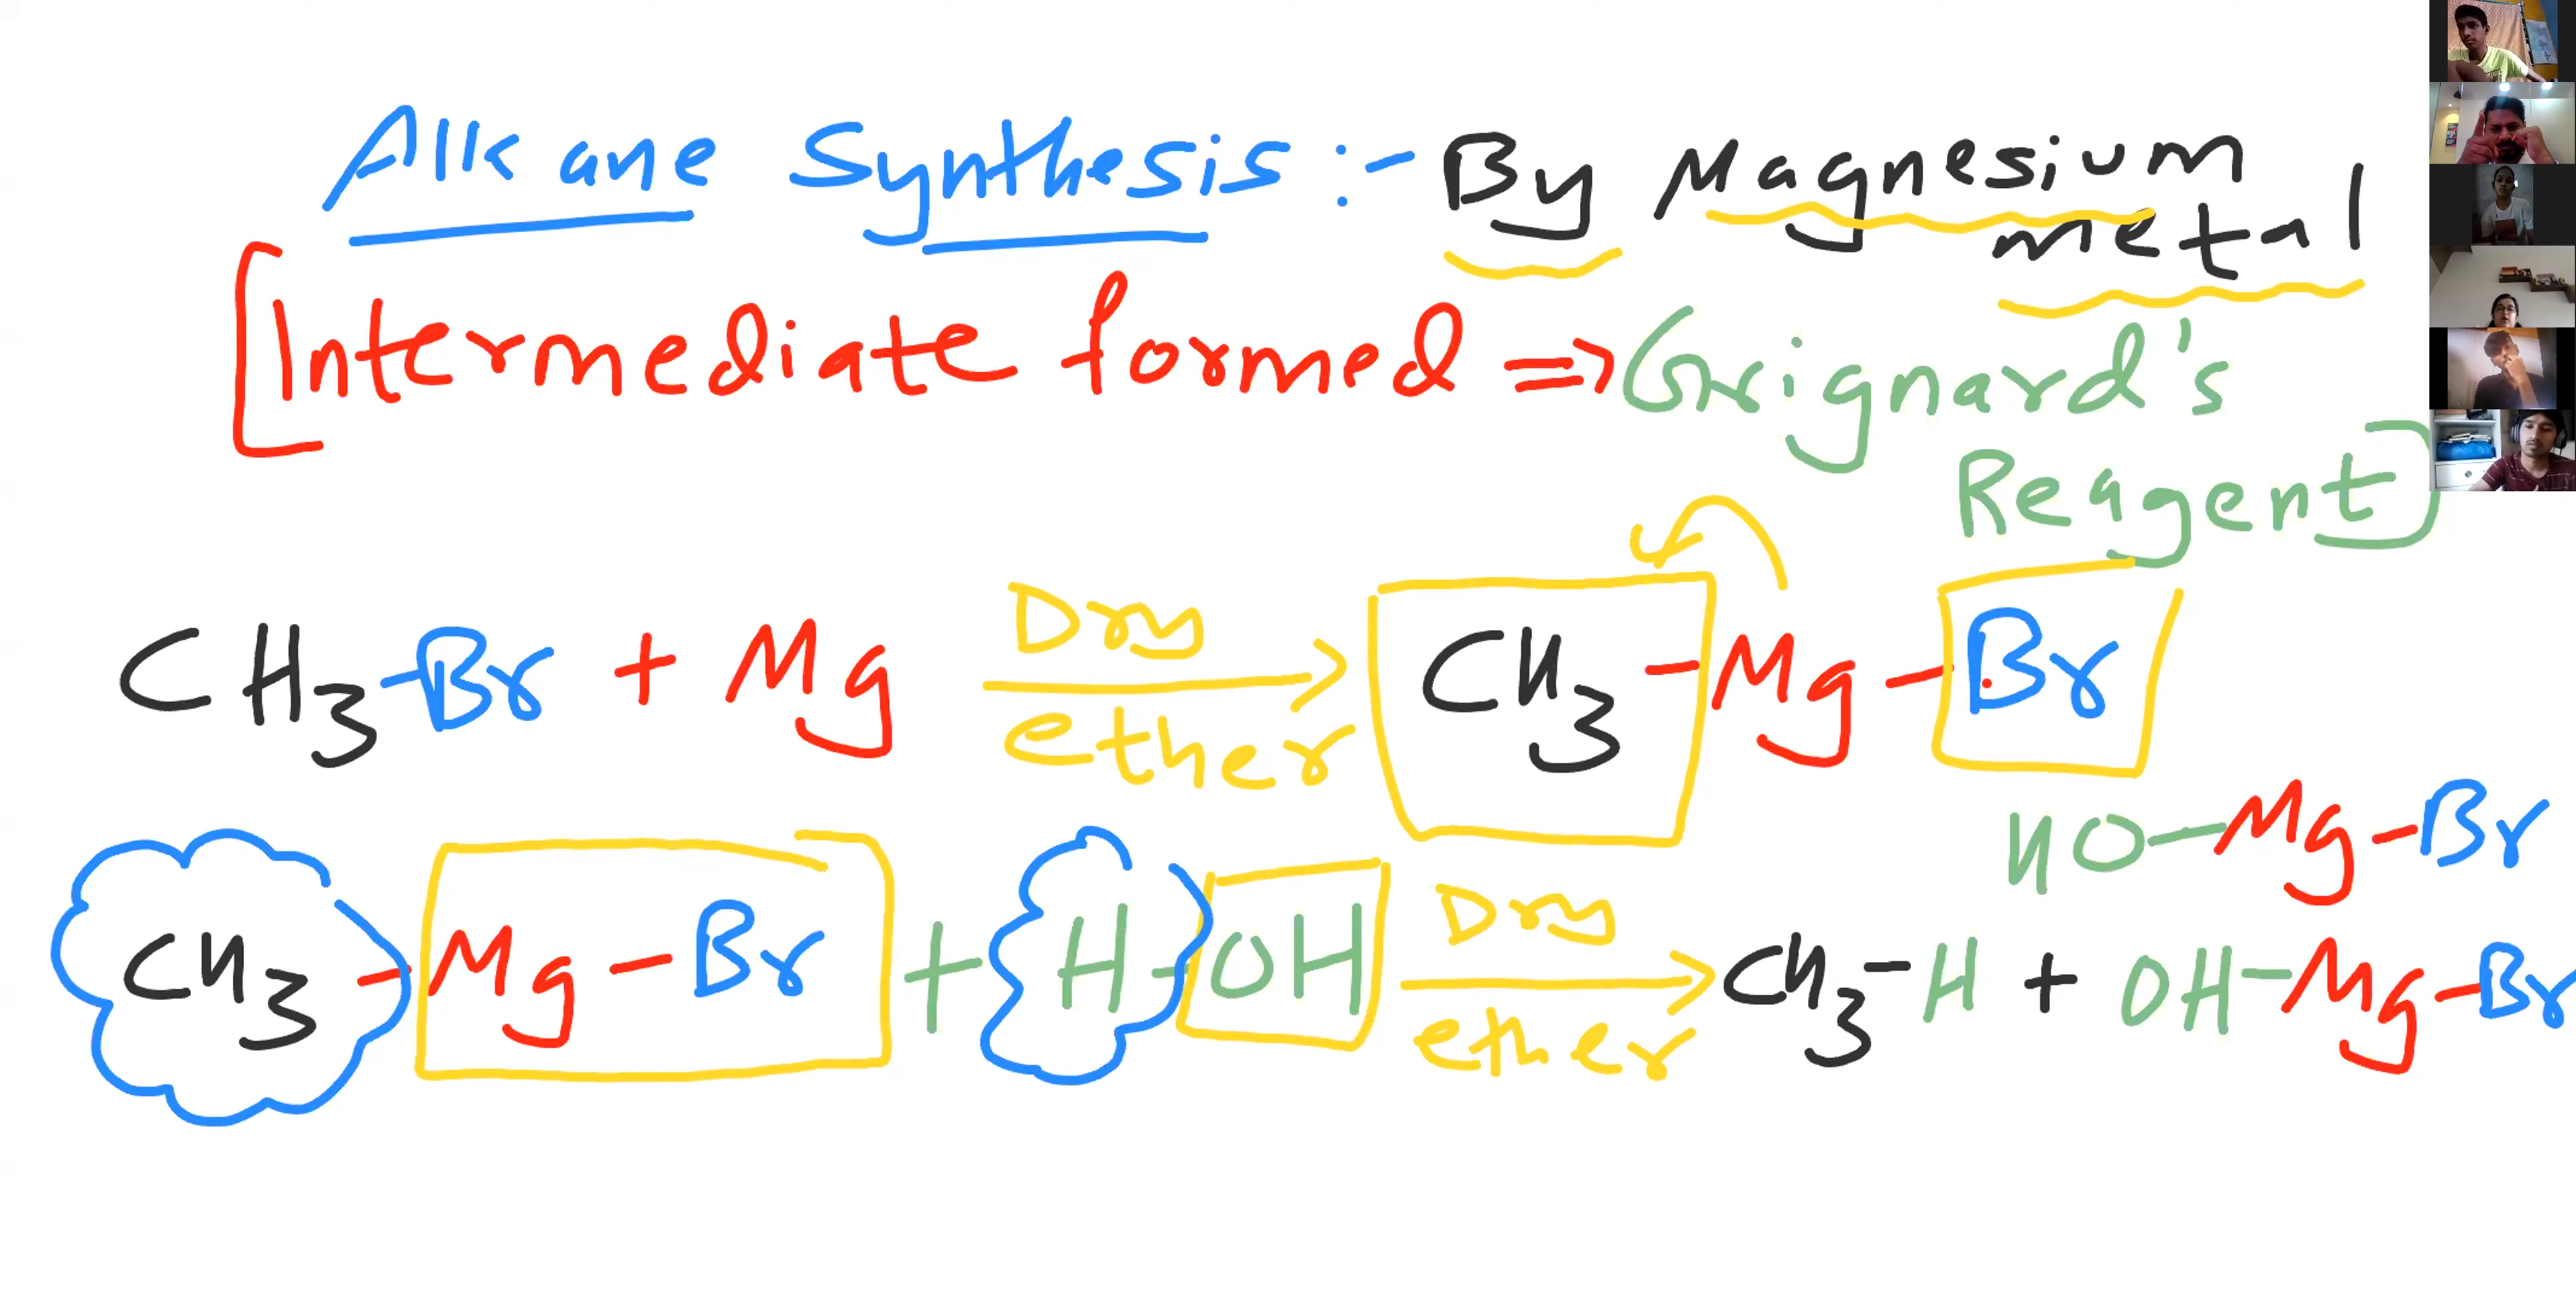 Alkane Synthesis :- By Magnesium
metal
[Intermediate formed => Grignard's
Reagent]
CH3-Br + Mg Dry ether → CH3-Mg-Br
HO-Mg-Br
CH3-Mg-Br + H-OH Dry ether → CH3-H + OH-Mg-Br